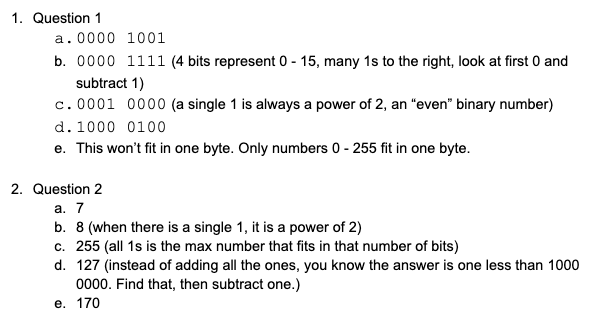 1. Question 1
a. 0000 1001
b. 0000 1111 (4 bits represent 0 - 15, many 1s to the right, look at first 0 and
subtract 1)
c. 0001 0000 (a single 1 is always a power of 2, an “even” binary number)
d. 1000 0100
e. This won’t fit in one byte. Only numbers 0 - 255 fit in one byte.
2. Question 2
a. 7
b. 8 (when there is a single 1, it is a power of 2)
c. 255 (all 1s is the max number that fits in that number of bits)
d. 127 (instead of adding all the ones, you know the answer is one less than 1000
0000. Find that, then subtract one.)
e. 170